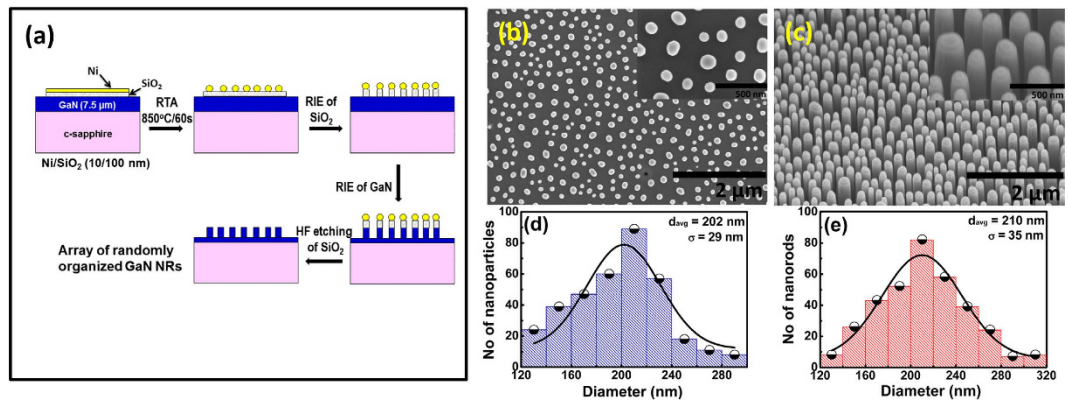 (a)
Ni
SiO2
GaN (7.5 μm)
c-sapphire
Ni/SiO2 (10/100 nm)
RTA
850°C/60s
RIE of
SiO2
RIE of GaN
HF etching
of SiO2
Array of randomly
organized GaN NRs
(b)
500 nm
2 μm
(c)
500 nm
2 μm
(d)
davg = 202 nm
σ = 29 nm
No of nanoparticles
100
80
60
40
20
0
120 160 200 240 280
Diameter (nm)
(e)
davg = 210 nm
σ = 35 nm
No of nanorods
100
80
60
40
20
0
120 160 200 240 280 320
Diameter (nm)